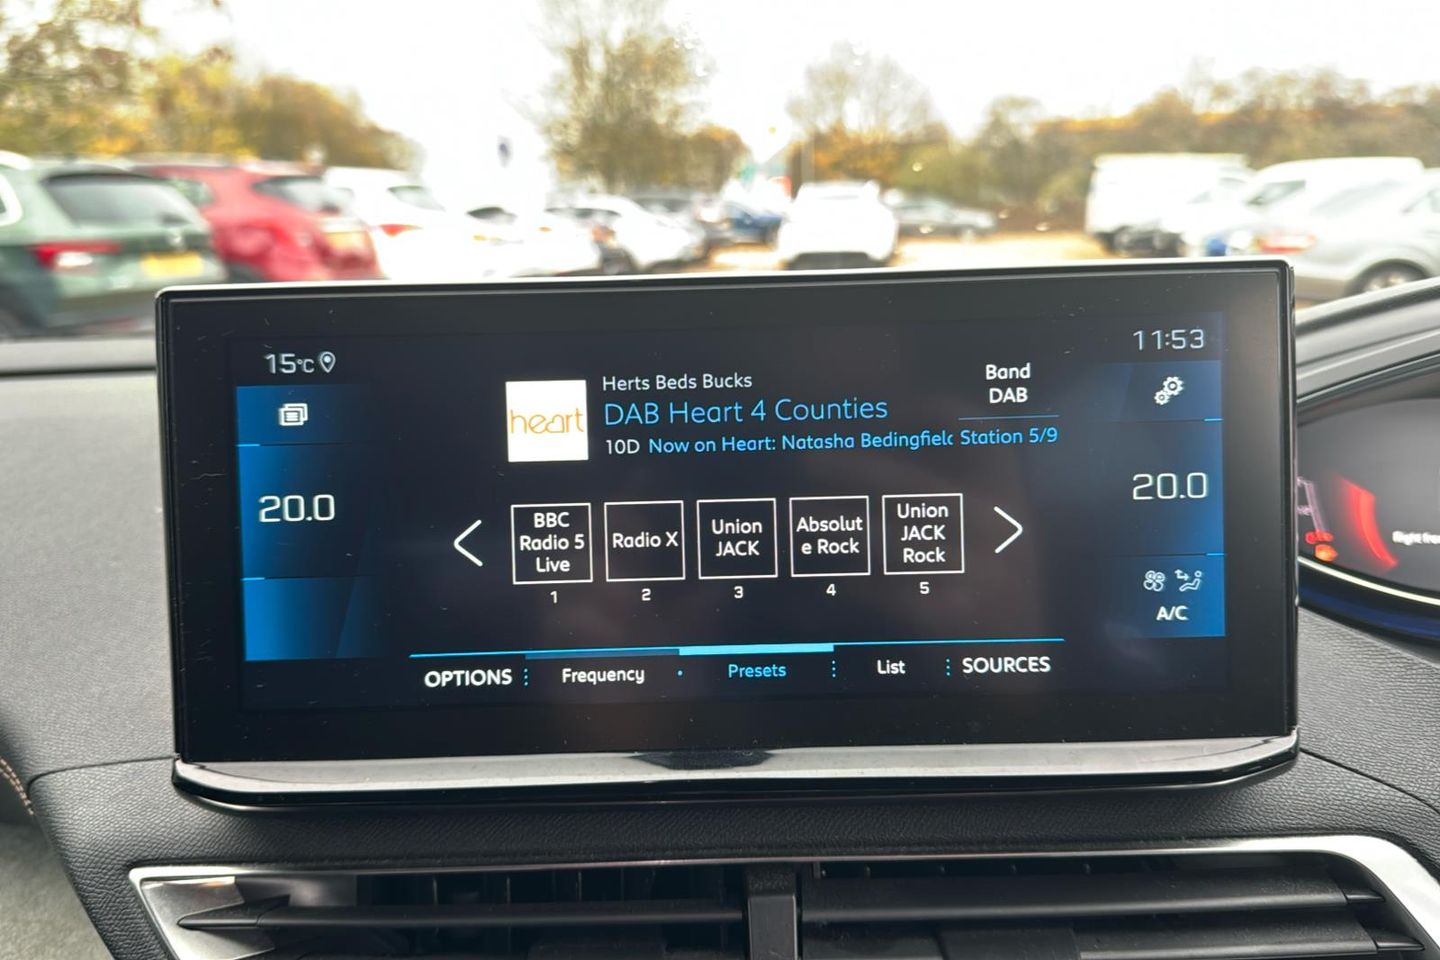 15°C
11:53
Herts Beds Bucks
Band
DAB
heart
DAB Heart 4 Counties
10D Now on Heart: Natasha Bedingfielc Station 5/9
20.0
20.0
BBC
Radio 5
Live
Radio X
Union
JACK
Absolut
e Rock
Union
JACK
Rock
1
2
3
4
5
A/C
OPTIONS
Frequency
Presets
List
SOURCES
Right fro